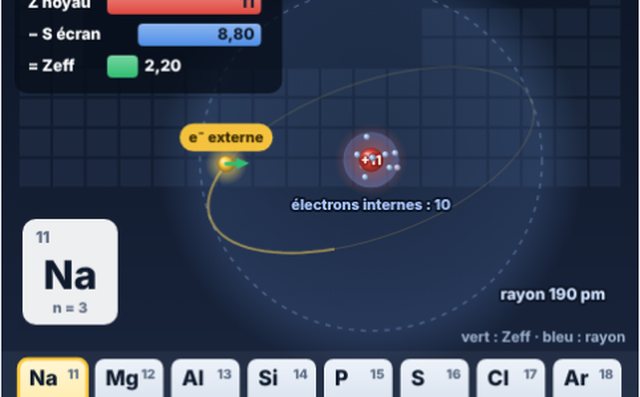 Z noyau 11
− S écran 8,80
= Zeff 2,20
e⁻ externe
+11
électrons internes : 10
11
Na
n = 3
rayon 190 pm
vert : Zeff · bleu : rayon
Na 11 Mg 12 Al 13 Si 14 P 15 S 16 Cl 17 Ar 18